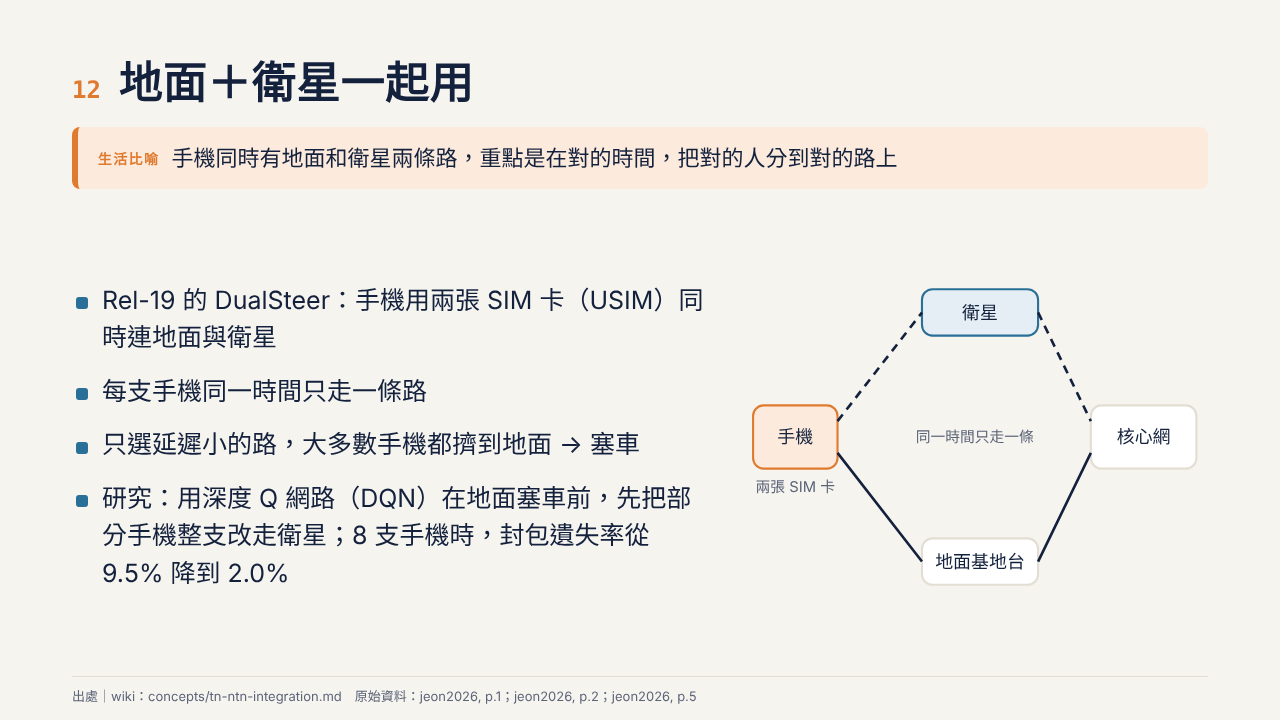 12 地面＋衛星一起用
生活比喻 手機同時有地面和衛星兩條路，重點是在對的時間，把對的人分到對的路上
Rel-19 的 DualSteer：手機用兩張 SIM 卡（USIM）同
時連地面與衛星
每支手機同一時間只走一條路
只選延遲小的路，大多數手機都擠到地面 → 塞車
研究：用深度 Q 網路（DQN）在地面塞車前，先把部
分手機整支改走衛星；8 支手機時，封包遺失率從
9.5% 降到 2.0%
衛星
手機
同一時間只走一條
核心網
兩張 SIM 卡
地面基地台
出處｜wiki：concepts/tn-ntn-integration.md　原始資料：jeon2026, p.1；jeon2026, p.2；jeon2026, p.5